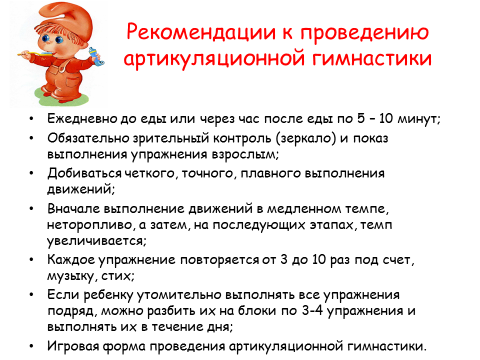 Рекомендации к проведению
артикуляционной гимнастики
• Ежедневно до еды или через час после еды по 5 – 10 минут;
• Обязательно зрительный контроль (зеркало) и показ
выполнения упражнения взрослым;
• Добиваться четкого, точного, плавного выполнения
движений;
• Вначале выполнение движений в медленном темпе,
неторопливо, а затем, на последующих этапах, темп
увеличивается;
• Каждое упражнение повторяется от 3 до 10 раз под счет,
музыку, стих;
• Если ребенку утомительно выполнять все упражнения
подряд, можно разбить их на блоки по 3-4 упражнения и
выполнять их в течение дня;
• Игровая форма проведения артикуляционной гимнастики.